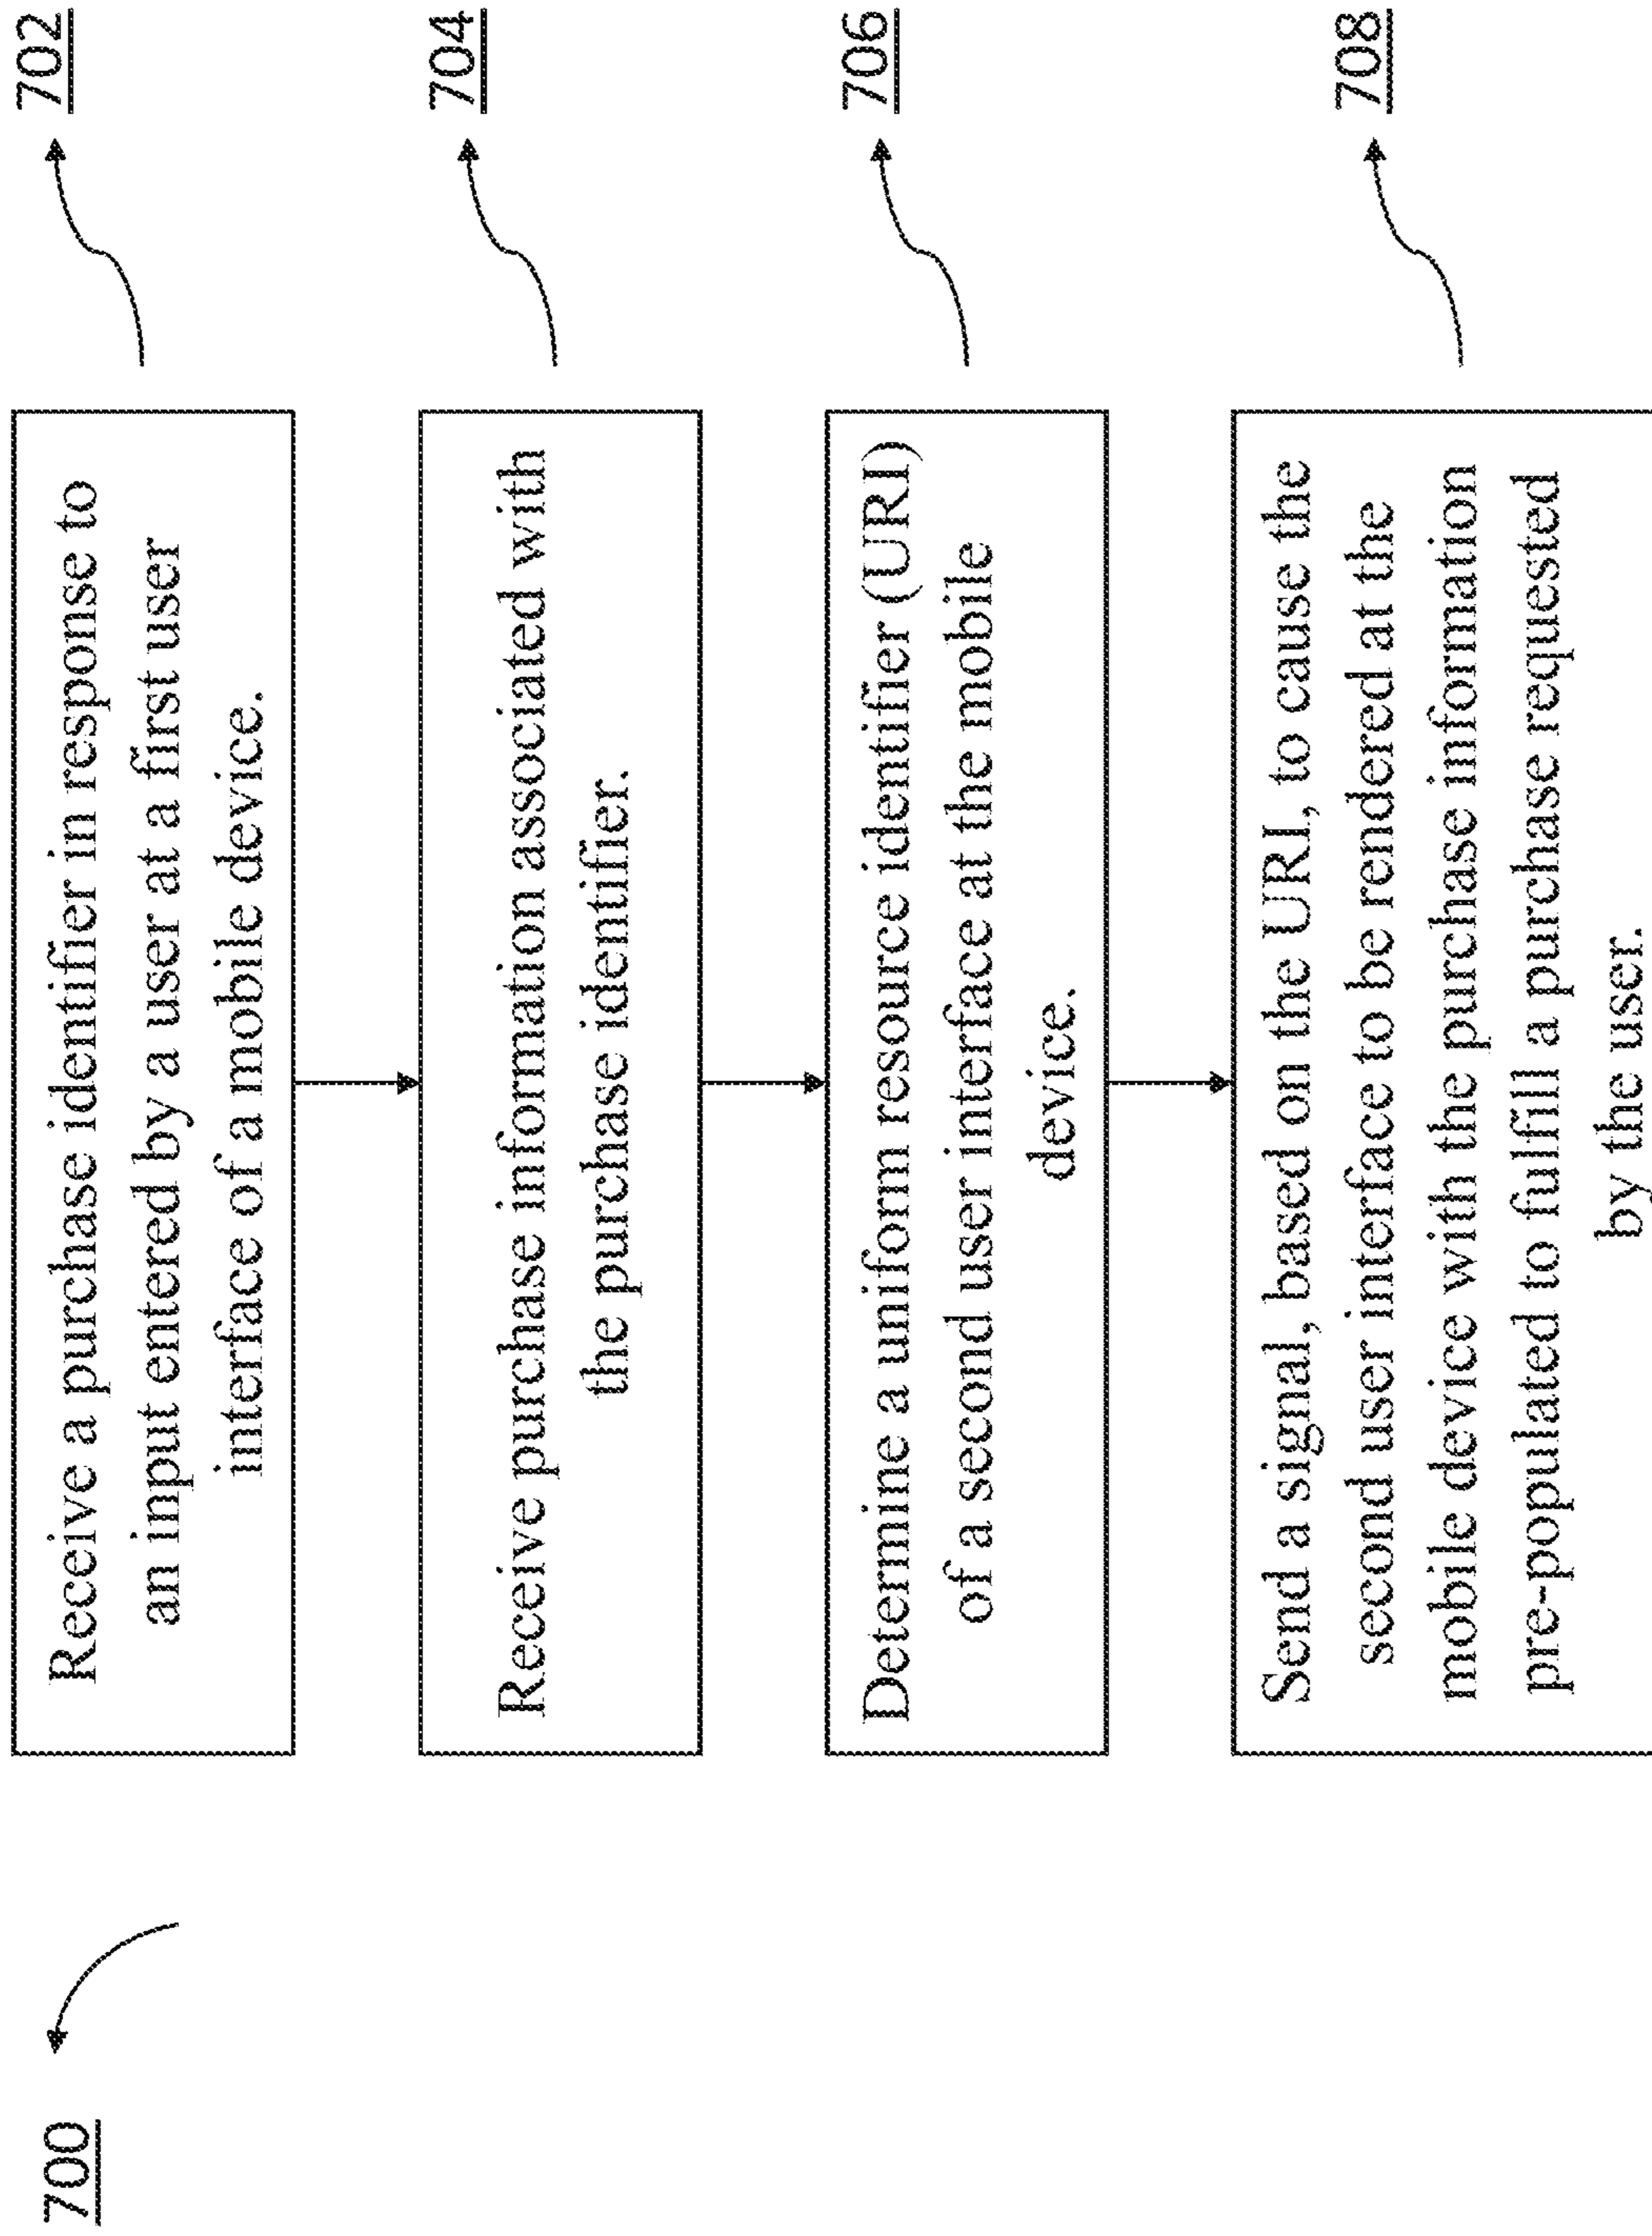 700
Receive a purchase identifier in response to
an input entered by a user at a first user
interface of a mobile device.
702
Receive purchase information associated with
the purchase identifier.
704
Determine a uniform resource identifier (URI)
of a second user interface at the mobile
device.
706
Send a signal, based on the URI, to cause the
second user interface to be rendered at the
mobile device with the purchase information
pre-populated to fulfill a purchase requested
by the user.
708